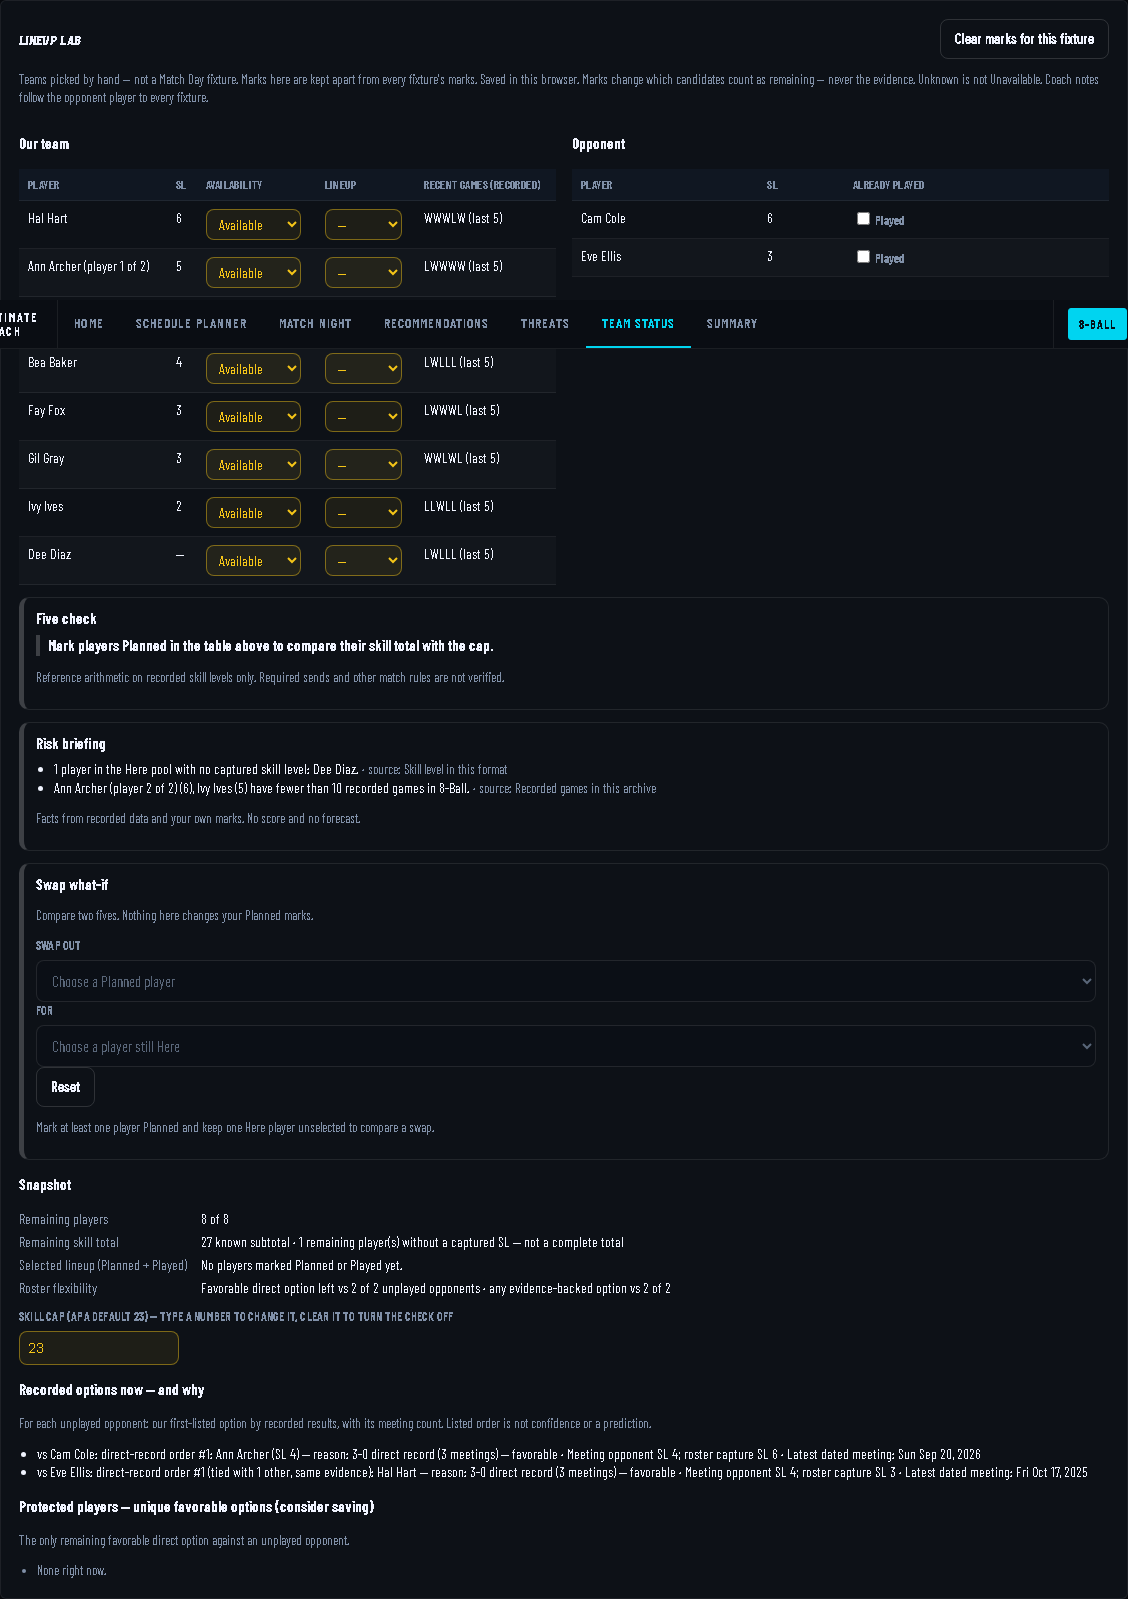 LINEUP LAB
Clear marks for this fixture
Teams picked by hand — not a Match Day fixture. Marks here are kept apart from every fixture's marks. Saved in this browser. Marks change which candidates count as remaining — never the evidence. Unknown is not Unavailable. Coach notes
follow the opponent player to every fixture.
Our team
PLAYER SL AVAILABILITY LINEUP RECENT GAMES (RECORDED)
Hal Hart 6 Available — WWWLW (last 5)
Ann Archer (player 1 of 2) 5 Available — LWWWW (last 5)
Opponent
PLAYER SL ALREADY PLAYED
Cam Cole 6 Played
Eve Ellis 3 Played
TIMATE
ACH
HOME SCHEDULE PLANNER MATCH NIGHT RECOMMENDATIONS THREATS TEAM STATUS SUMMARY 8-BALL
Bea Baker 4 Available — LWLLL (last 5)
Fay Fox 3 Available — LWWWL (last 5)
Gil Gray 3 Available — WWLWL (last 5)
Ivy Ives 2 Available — LLWLL (last 5)
Dee Diaz — Available — LWLLL (last 5)
Five check
Mark players Planned in the table above to compare their skill total with the cap.
Reference arithmetic on recorded skill levels only. Required sends and other match rules are not verified.
Risk briefing
• 1 player in the Here pool with no captured skill level: Dee Diaz. · source: Skill level in this format
• Ann Archer (player 2 of 2) (6), Ivy Ives (5) have fewer than 10 recorded games in 8-Ball. · source: Recorded games in this archive
Facts from recorded data and your own marks. No score and no forecast.
Swap what-if
Compare two fives. Nothing here changes your Planned marks.
SWAP OUT
Choose a Planned player
FOR
Choose a player still Here
Reset
Mark at least one player Planned and keep one Here player unselected to compare a swap.
Snapshot
Remaining players 8 of 8
Remaining skill total 27 known subtotal · 1 remaining player(s) without a captured SL — not a complete total
Selected lineup (Planned + Played) No players marked Planned or Played yet.
Roster flexibility Favorable direct option left vs 2 of 2 unplayed opponents · any evidence-backed option vs 2 of 2
SKILL CAP (APA DEFAULT 23) — TYPE A NUMBER TO CHANGE IT, CLEAR IT TO TURN THE CHECK OFF
23
Recorded options now — and why
For each unplayed opponent: our first-listed option by recorded results, with its meeting count. Listed order is not confidence or a prediction.
• vs Cam Cole: direct-record order #1: Ann Archer (SL 4) — reason: 3-0 direct record (3 meetings) — favorable · Meeting opponent SL 4; roster capture SL 6 · Latest dated meeting: Sun Sep 20, 2026
• vs Eve Ellis: direct-record order #1 (tied with 1 other, same evidence): Hal Hart — reason: 3-0 direct record (3 meetings) — favorable · Meeting opponent SL 4; roster capture SL 3 · Latest dated meeting: Fri Oct 17, 2025
Protected players — unique favorable options (consider saving)
The only remaining favorable direct option against an unplayed opponent.
• None right now.